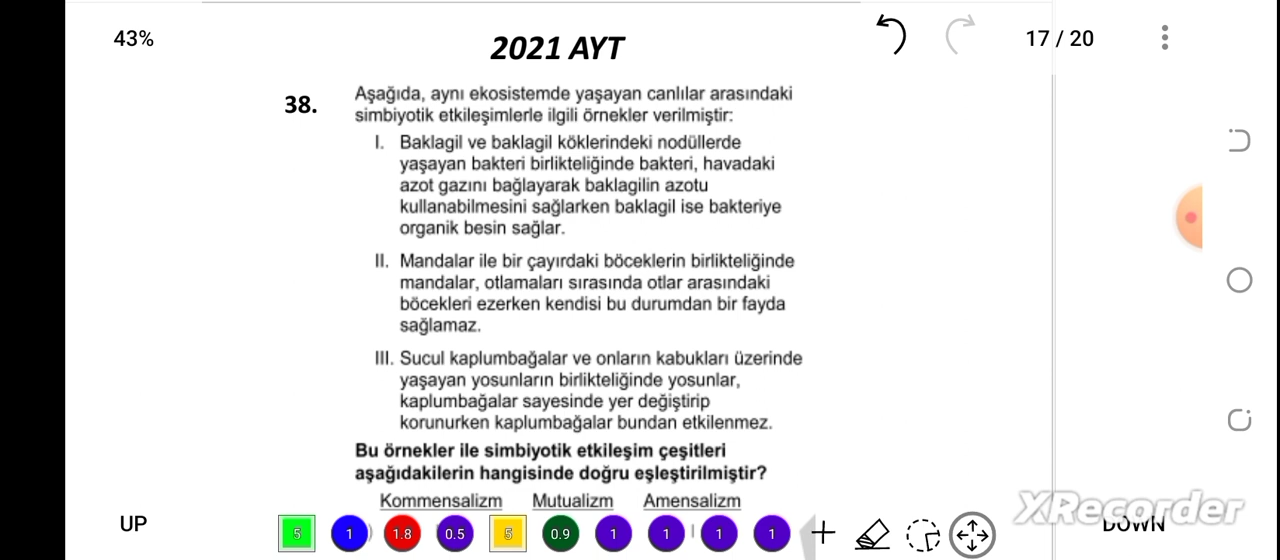 43%
2021 AYT
17 / 20
38.
Aşağıda, aynı ekosistemde yaşayan canlılar arasındaki
simbiyotik etkileşimlerle ilgili örnekler verilmiştir:
I. Baklagil ve baklagil köklerindeki nodüllerde
yaşayan bakteri birlikteliğinde bakteri, havadaki
azot gazını bağlayarak baklagilin azotu
kullanabilmesini sağlarken baklagil ise bakteriye
organik besin sağlar.
II. Mandalar ile bir çayırdaki böceklerin birlikteliğinde
mandalar, otlamaları sırasında otlar arasındaki
böcekleri ezerken kendisi bu durumdan bir fayda
sağlamaz.
III. Sucul kaplumbağalar ve onların kabukları üzerinde
yaşayan yosunların birlikteliğinde yosunlar,
kaplumbağalar sayesinde yer değiştirip
korunurken kaplumbağalar bundan etkilenmez.
Bu örnekler ile simbiyotik etkileşim çeşitleri
aşağıdakilerin hangisinde doğru eşleştirilmiştir?
Kommensalizm Mutualizm Amensalizm
UP
5 1 1.8 0.5 5 0.9 1 1 1 1
XRecorder
DOWN